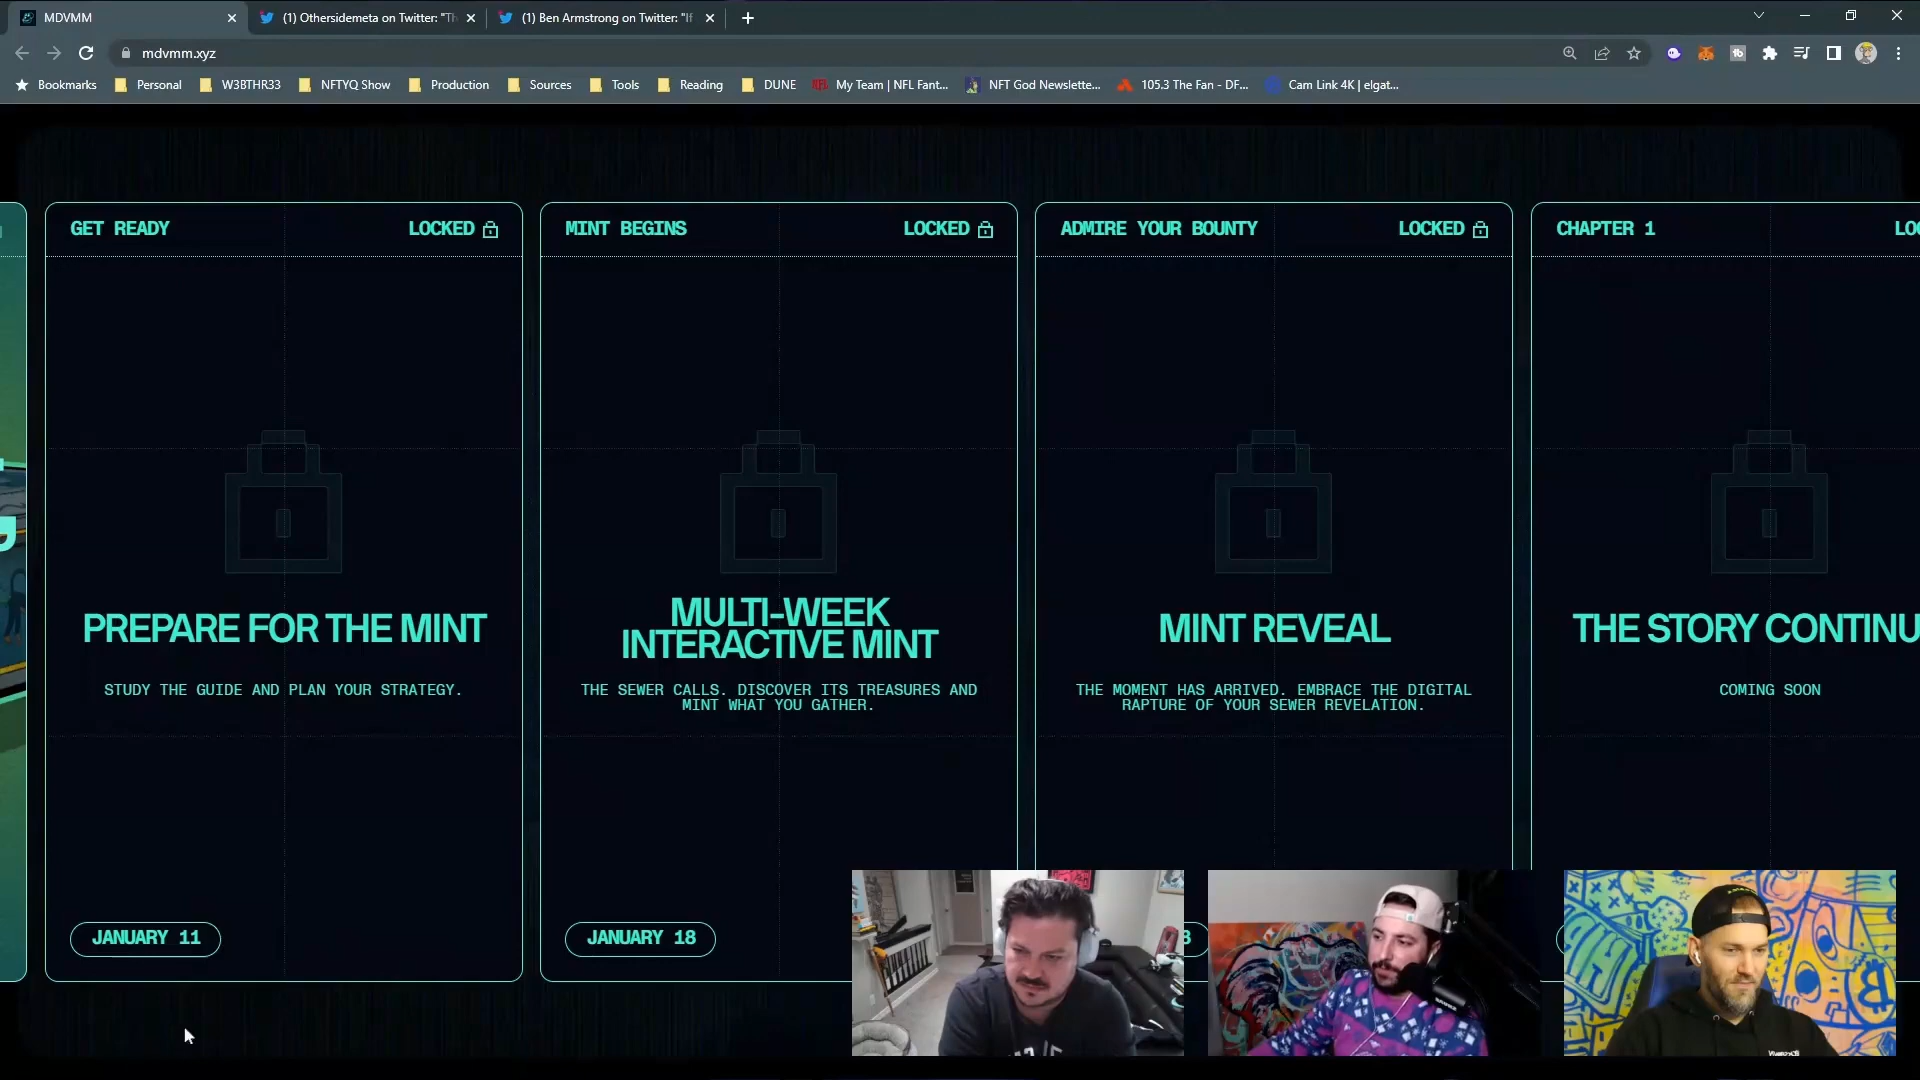 MDVMM
(1) Othersidemeta on Twitter: "Th
(1) Ben Armstrong on Twitter: "If
mdvmm.xyz
Bookmarks
Personal
W3BTHR33
NFTYQ Show
Production
Sources
Tools
Reading
DUNE
My Team | NFL Fant...
NFT God Newslette...
105.3 The Fan - DF...
Cam Link 4K | elgat...
GET READY
LOCKED
PREPARE FOR THE MINT
STUDY THE GUIDE AND PLAN YOUR STRATEGY.
JANUARY 11
MINT BEGINS
LOCKED
MULTI-WEEK
INTERACTIVE MINT
THE SEWER CALLS. DISCOVER ITS TREASURES AND
MINT WHAT YOU GATHER.
JANUARY 18
ADMIRE YOUR BOUNTY
LOCKED
MINT REVEAL
THE MOMENT HAS ARRIVED. EMBRACE THE DIGITAL
RAPTURE OF YOUR SEWER REVELATION.
CHAPTER 1
LOC
THE STORY CONTINU
COMING SOON